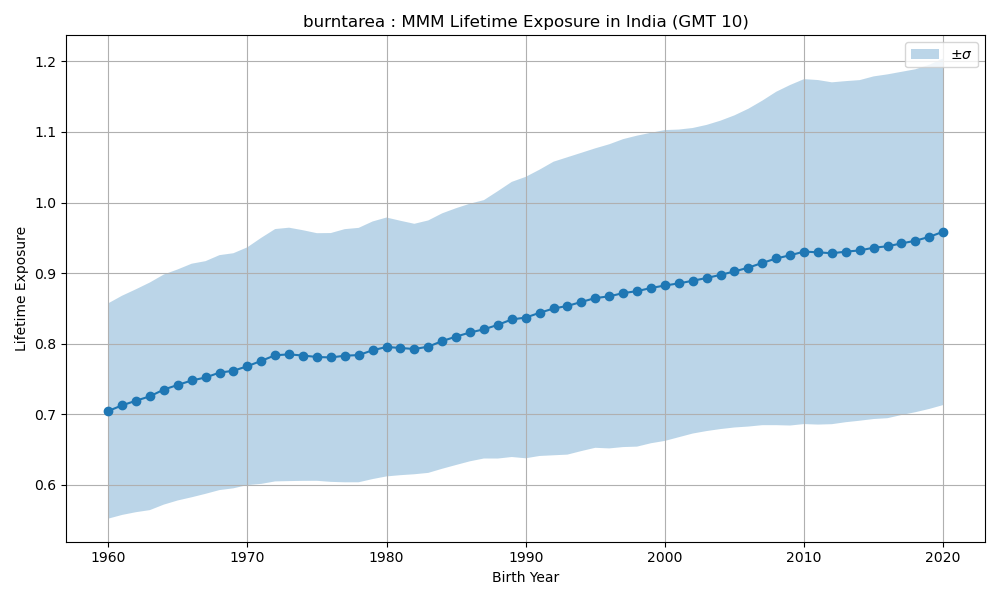 burntarea : MMM Lifetime Exposure in India (GMT 10)
±σ
1.2
1.1
1.0
0.9
0.8
0.7
0.6
Lifetime Exposure
1960 1970 1980 1990 2000 2010 2020
Birth Year